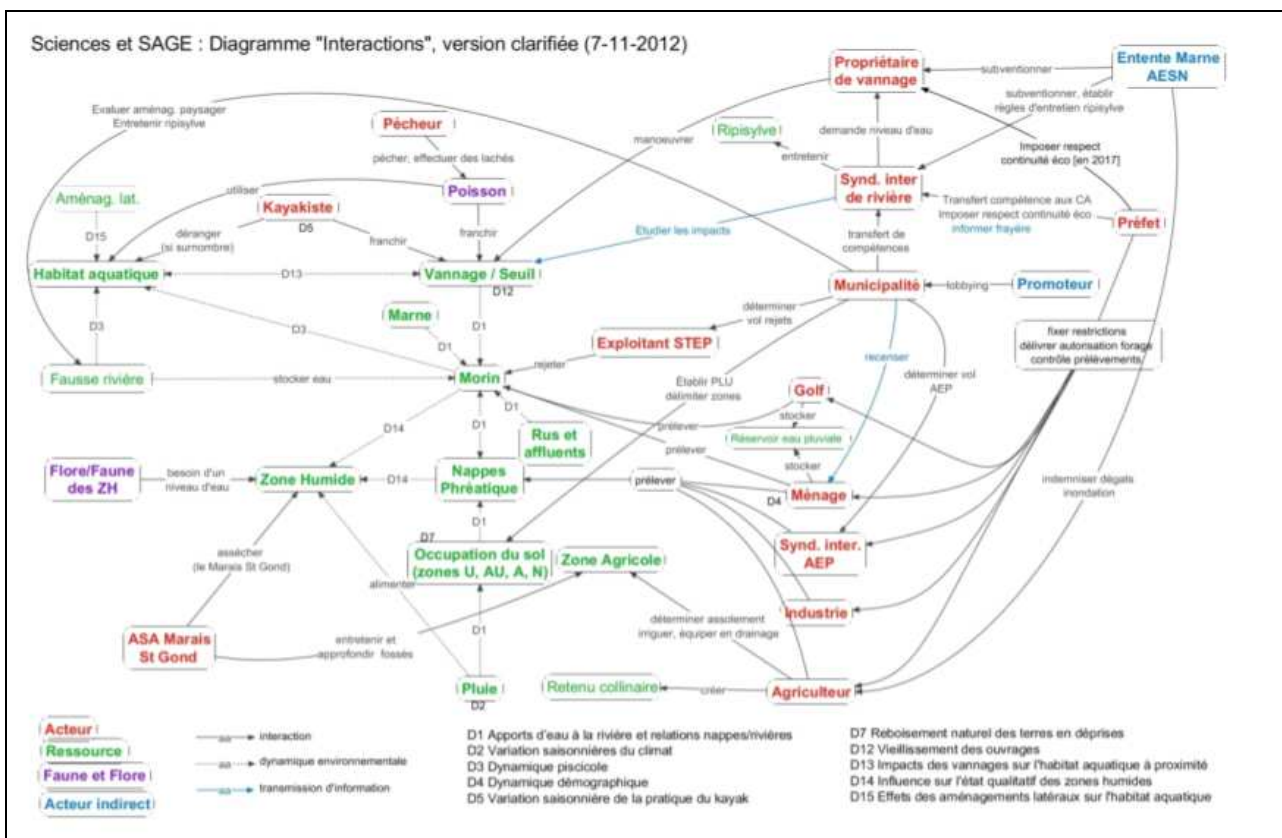 Sciences et SAGE : Diagramme "Interactions", version clarifiée (7-11-2012)
Propriétaire
de vannage
subventionner
Entente Marne
AESN
Evaluer aménag. paysager
Entretenir ripisylve
subventionner, établir
règles d'entretien ripisylve
Pêcheur
Ripisylve
demande niveau d'eau
manoeuvrer
pêcher, effectuer des lachés
entretenir
Imposer respect
continuité éco [en 2017]
Aménag. lat.
utiliser
Poisson
Synd. inter
de rivière
Transfert compétence aux CA
Imposer respect continuité éco
informer frayère
Préfet
Kayakiste
D5
D15
déranger
(si surnombre)
franchir
franchir
Etudier les impacts
transfert de
compétences
Habitat aquatique
D13
Vannage / Seuil
D12
Municipalité
lobbying
Promoteur
Marne
D1
D1
déterminer
vol rejets
D3
D3
Exploitant STEP
recenser
fixer restrictions
délivrer autorisation forage
contrôle prélèvements
Fausse rivière
stocker eau
Morin
rejeter
Établir PLU
délimiter zones
déterminer vol
AEP
Golf
D14
D1
D1
prélever
stocker
Rus et
affluents
Réservoir eau pluviale
prélever
stocker
Flore/Faune
des ZH
besoin d'un
niveau d'eau
Zone Humide
D14
Nappes
Phréatique
prélever
D4
Ménage
indemniser dégats
inondation
D1
D7
assécher
(le Marais St Gond)
Occupation du sol
(zones U, AU, A, N)
Zone Agricole
Synd. inter.
AEP
alimenter
Industrie
D1
déterminer assolement
irriguer, équiper en drainage
ASA Marais
St Gond
entretenir et
approfondir fossés
Pluie
D2
Retenu collinaire
créer
Agriculteur
Acteur
Ressource
Faune et Flore
Acteur indirect
interaction
dynamique environnementale
transmission d'information
D1 Apports d'eau à la rivière et relations nappes/rivières
D2 Variation saisonnières du climat
D3 Dynamique piscicole
D4 Dynamique démographique
D5 Variation saisonnière de la pratique du kayak
D7 Reboisement naturel des terres en déprises
D12 Vieillissement des ouvrages
D13 Impacts des vannages sur l'habitat aquatique à proximité
D14 Influence sur l'état qualitatif des zones humides
D15 Effets des aménagements latéraux sur l'habitat aquatique